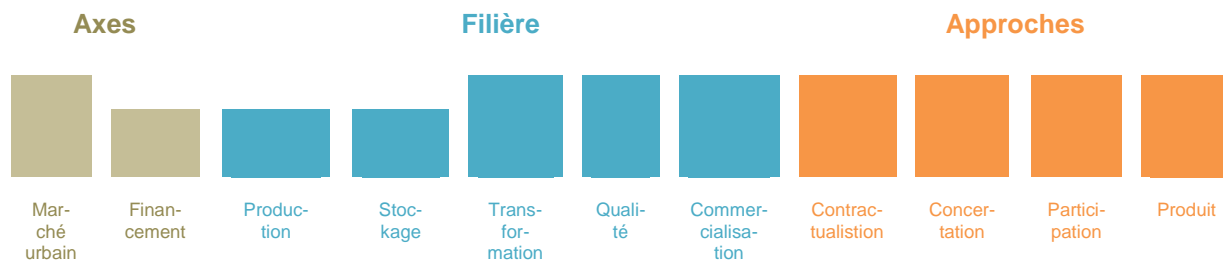 Axes
Filière
Approches
Mar-
ché
urbain
Finan-
cement
Produc-
tion
Stoc-
kage
Trans-
for-
mation
Quali-
té
Commer-
cialisa-
tion
Contrac-
tualistion
Concer-
tation
Partici-
pation
Produit